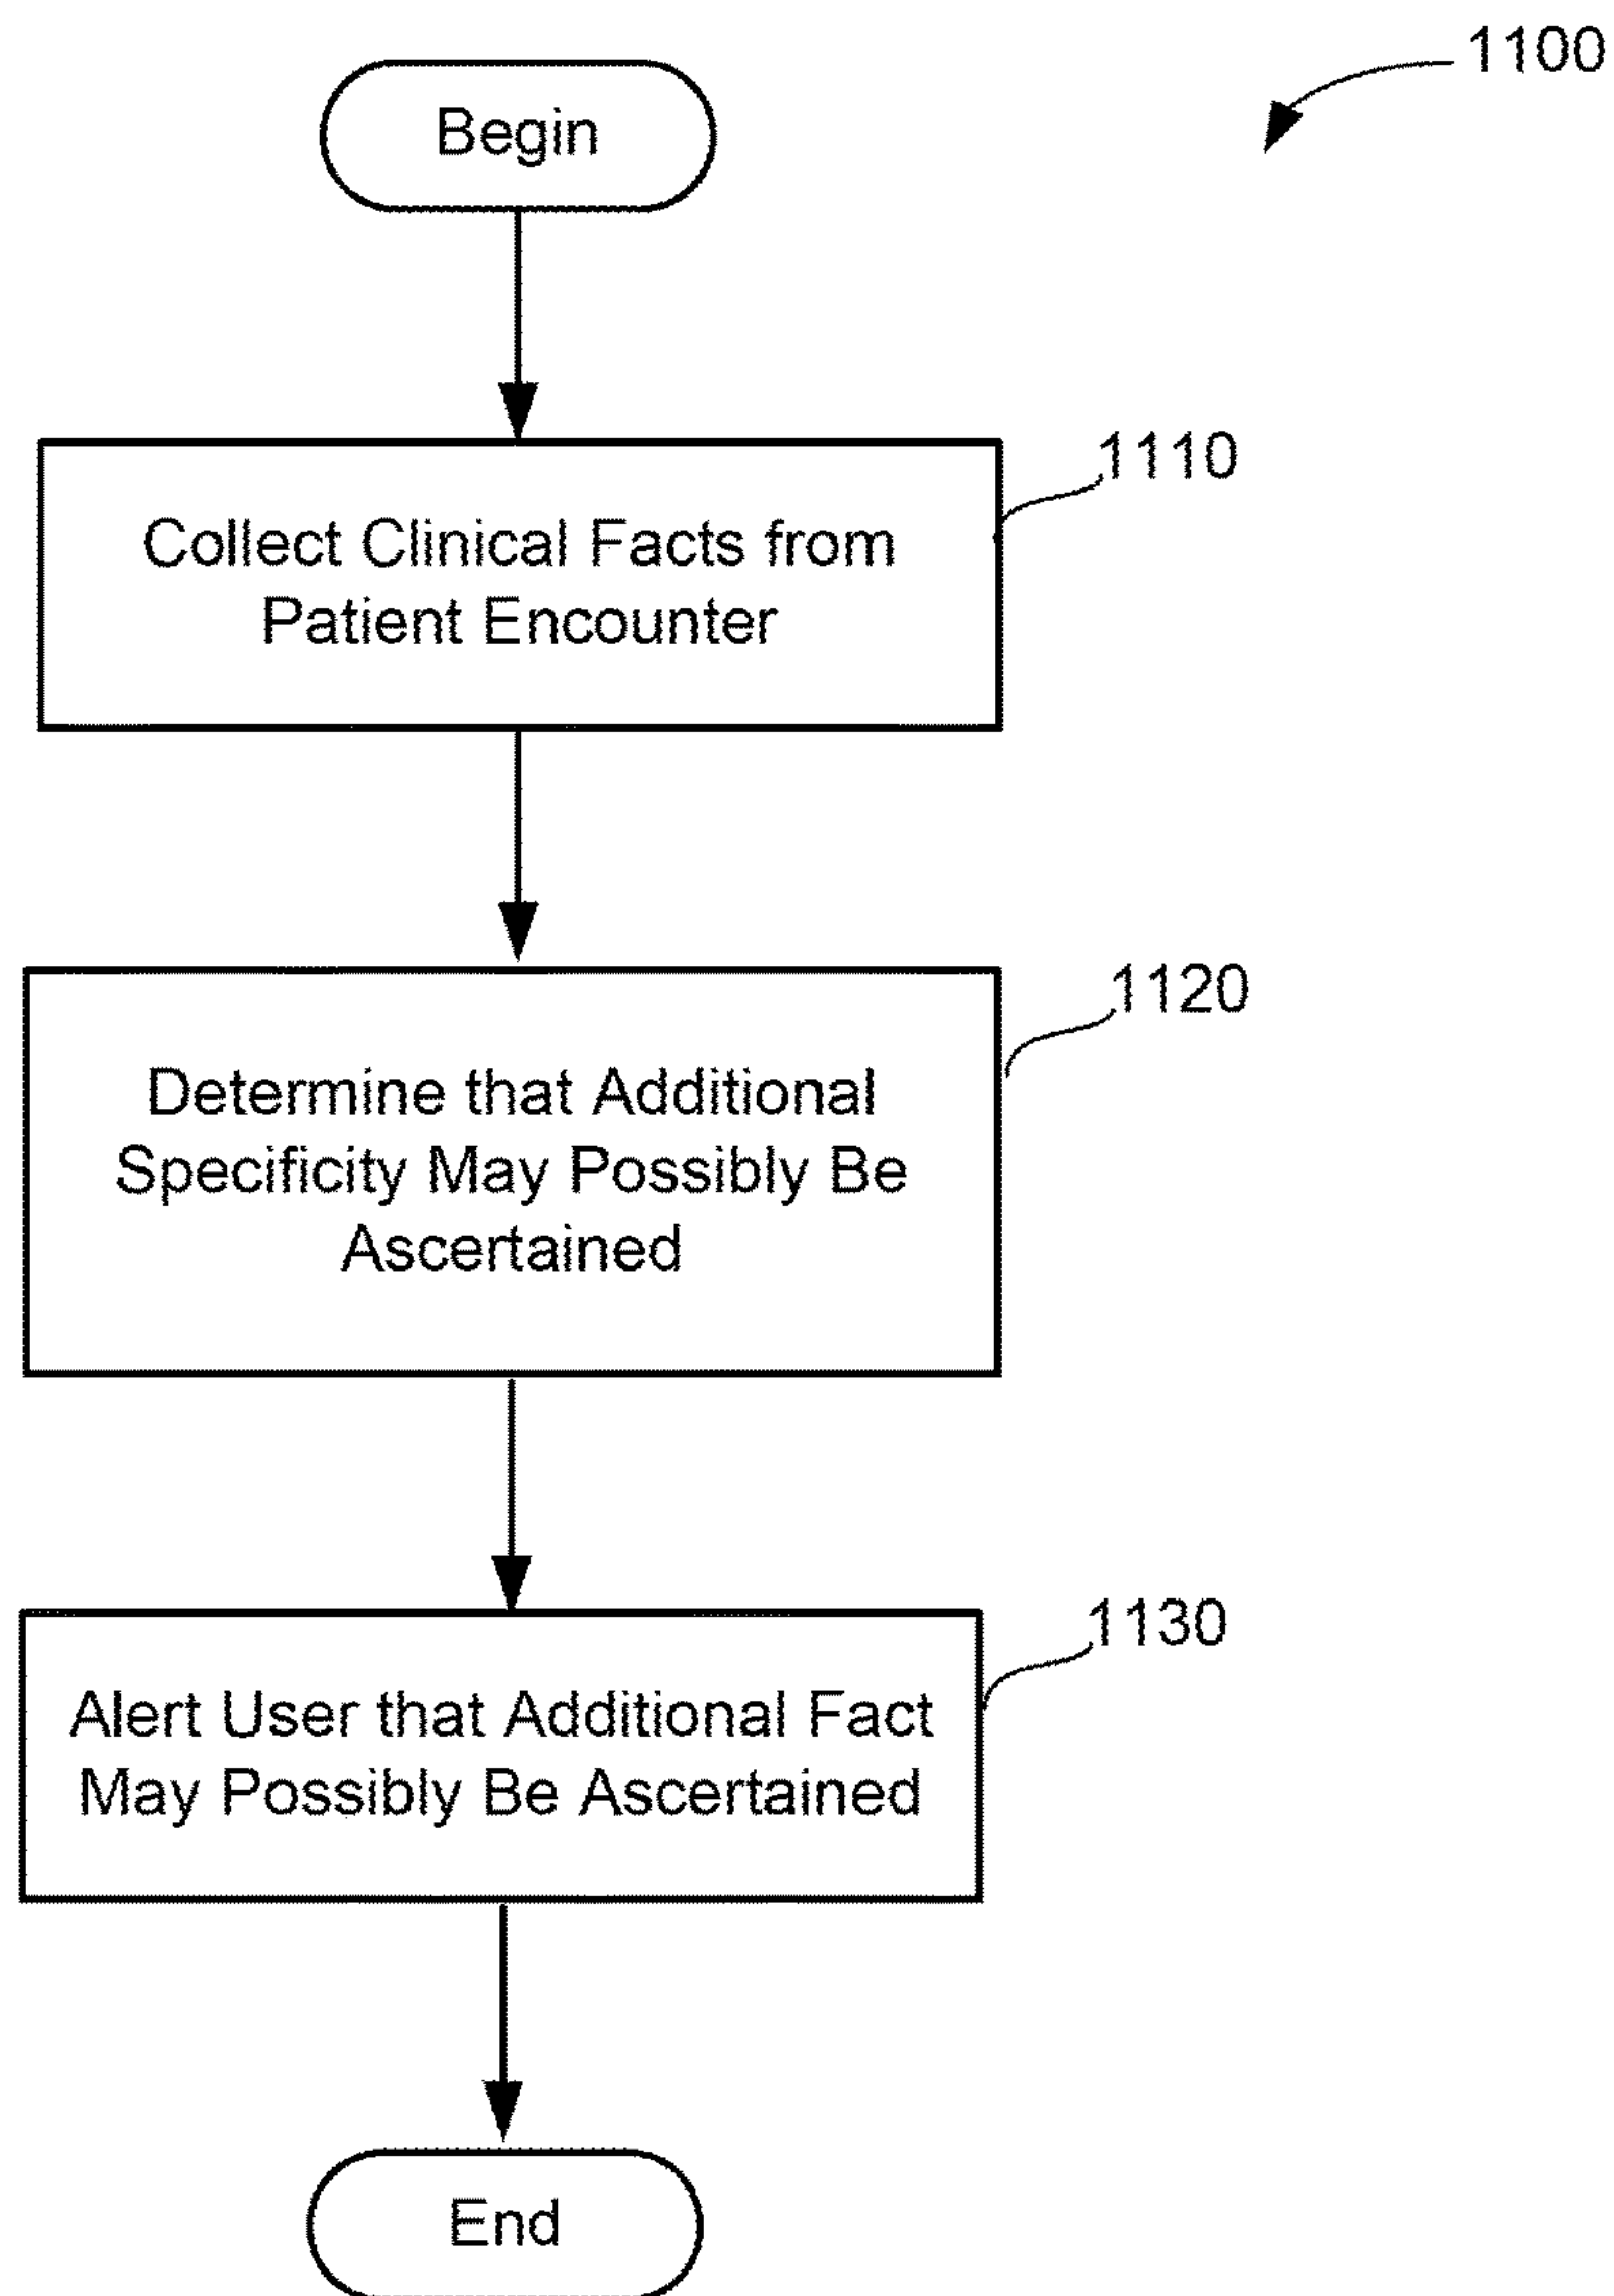 1100
Begin
1110
Collect Clinical Facts from
Patient Encounter
1120
Determine that Additional
Specificity May Possibly Be
Ascertained
1130
Alert User that Additional Fact
May Possibly Be Ascertained
End